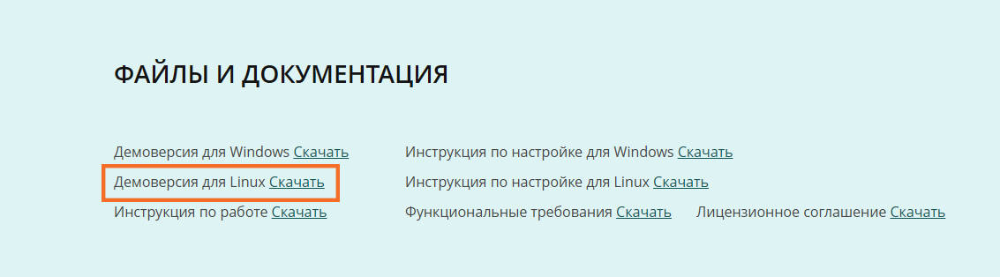 ФАЙЛЫ И ДОКУМЕНТАЦИЯ
Демоверсия для Windows Скачать
Инструкция по настройке для Windows Скачать
Демоверсия для Linux Скачать
Инструкция по настройке для Linux Скачать
Инструкция по работе Скачать
Функциональные требования Скачать
Лицензионное соглашение Скачать